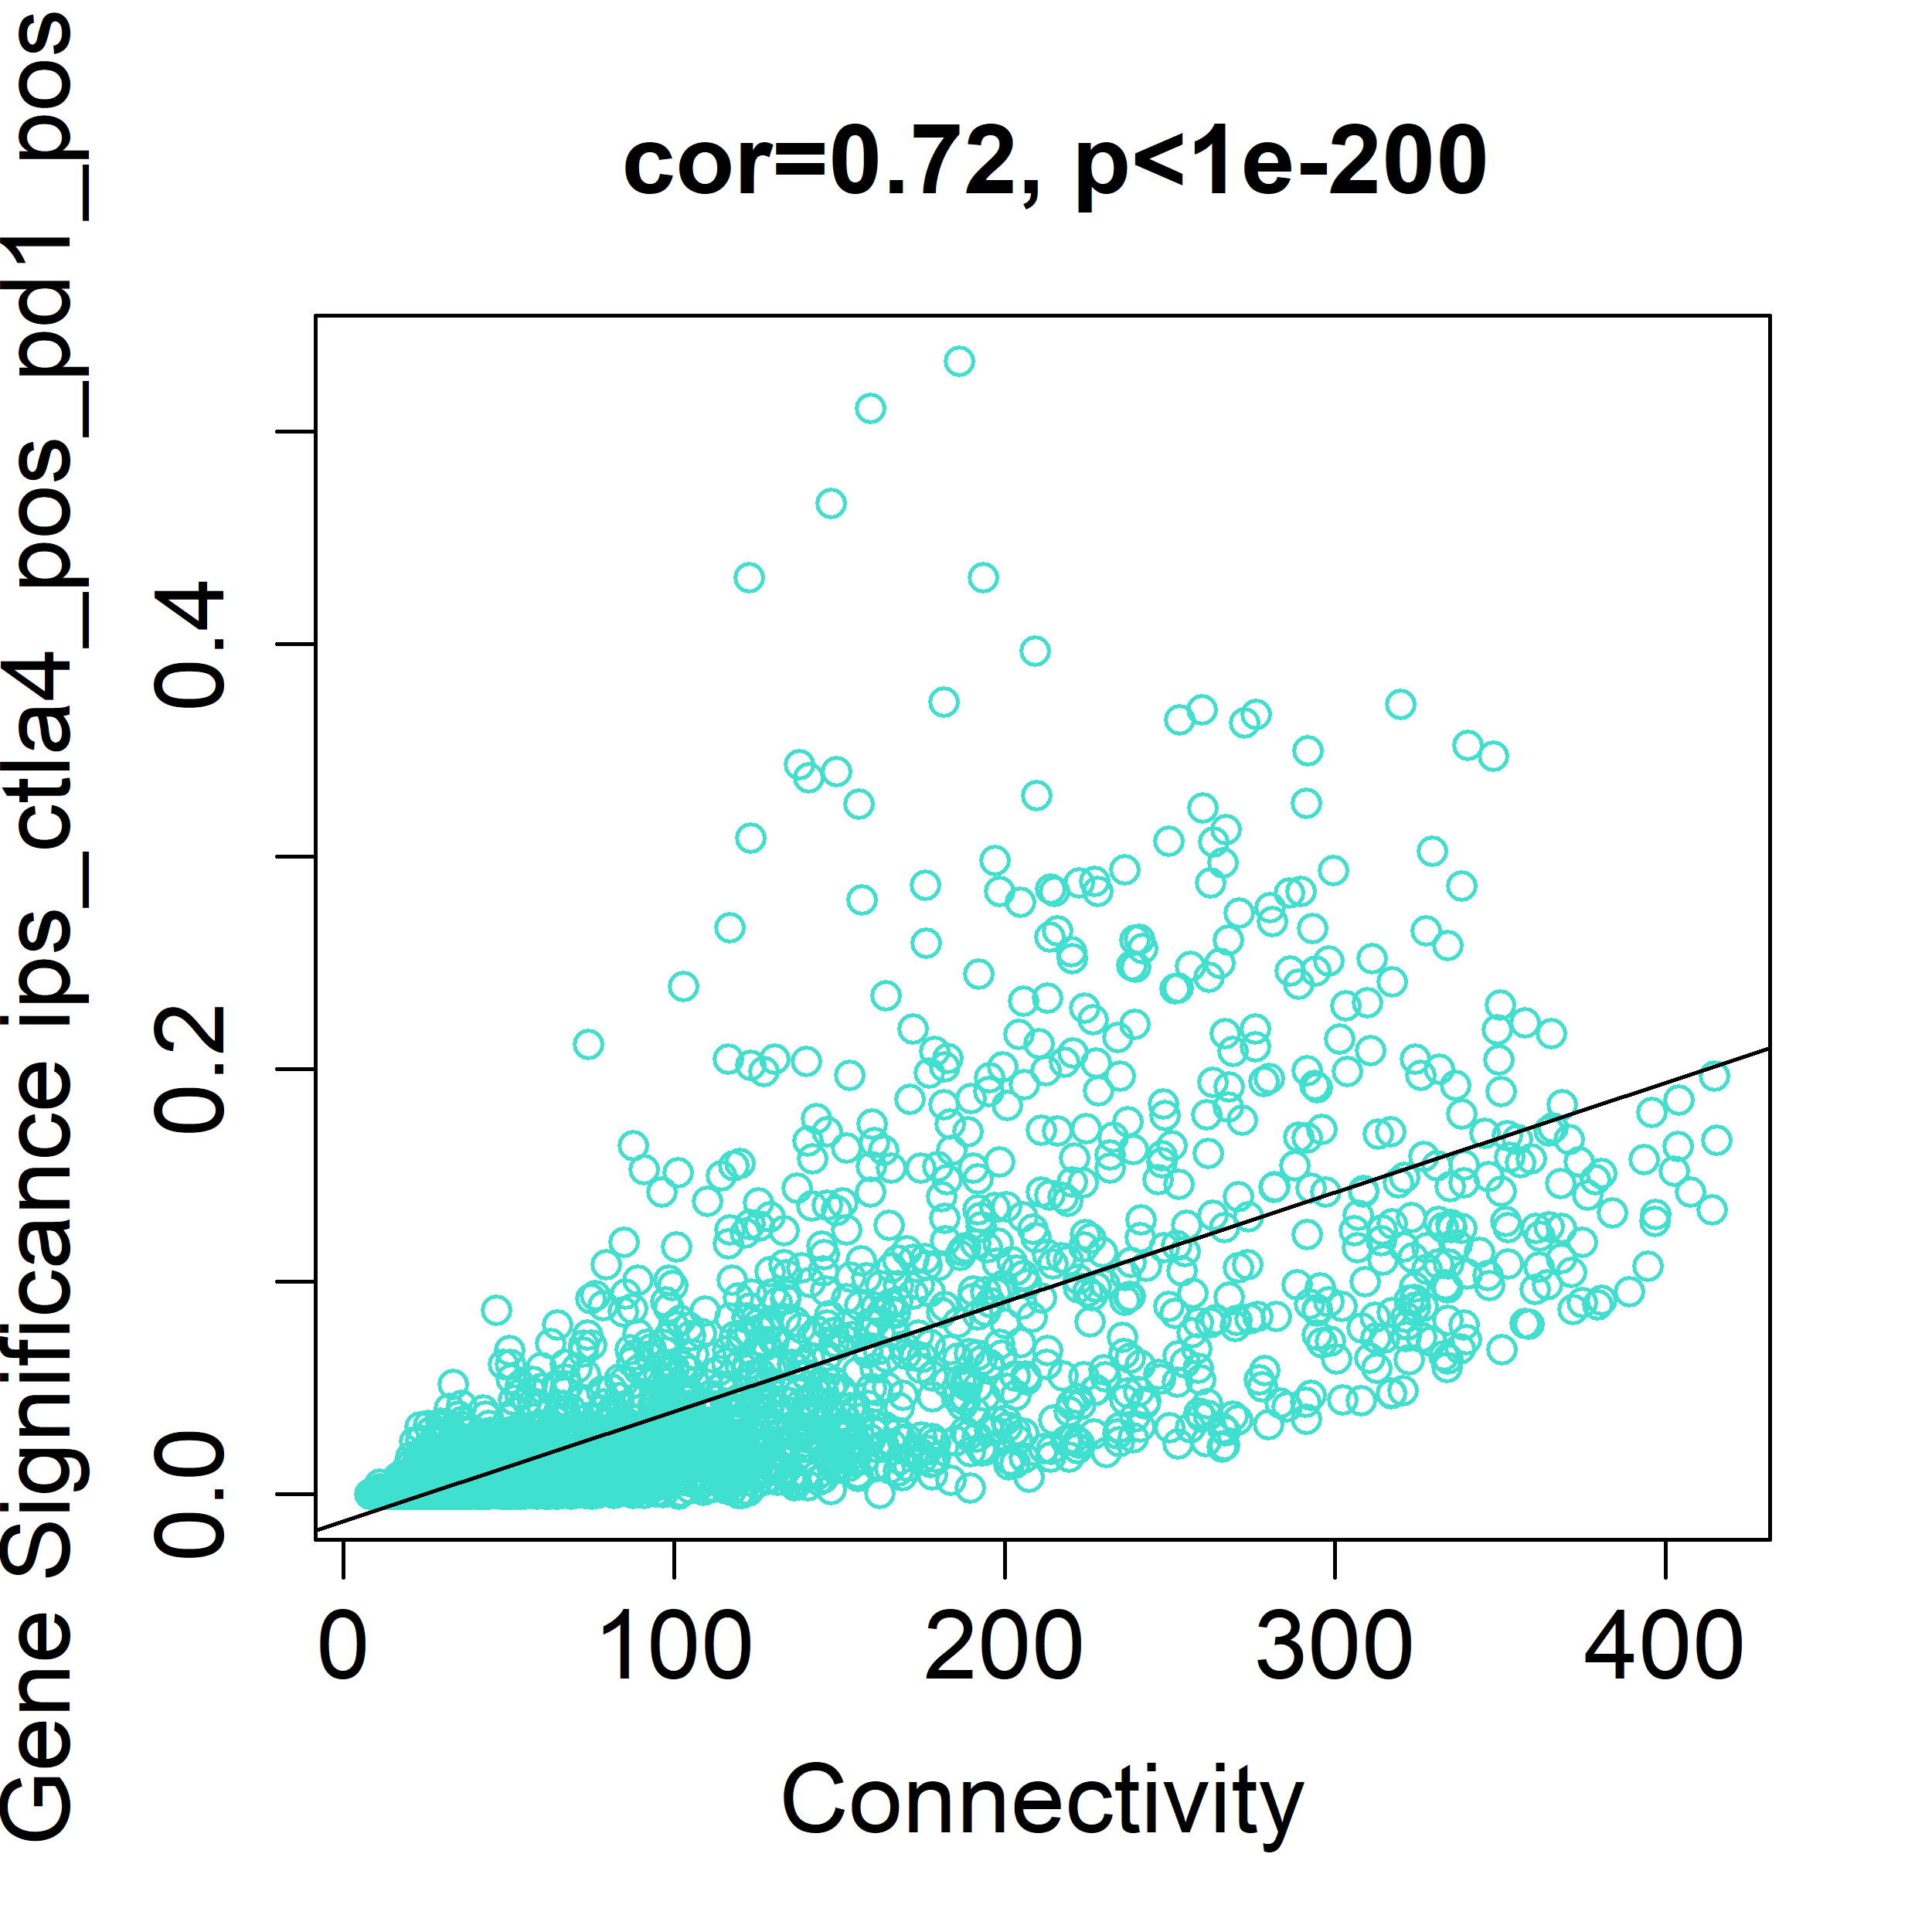 cor=0.72, p<1e-200
Gene Significance ips_ctla4_pos_pd1_pos
0.4
0.2
0.0
0 100 200 300 400
Connectivity